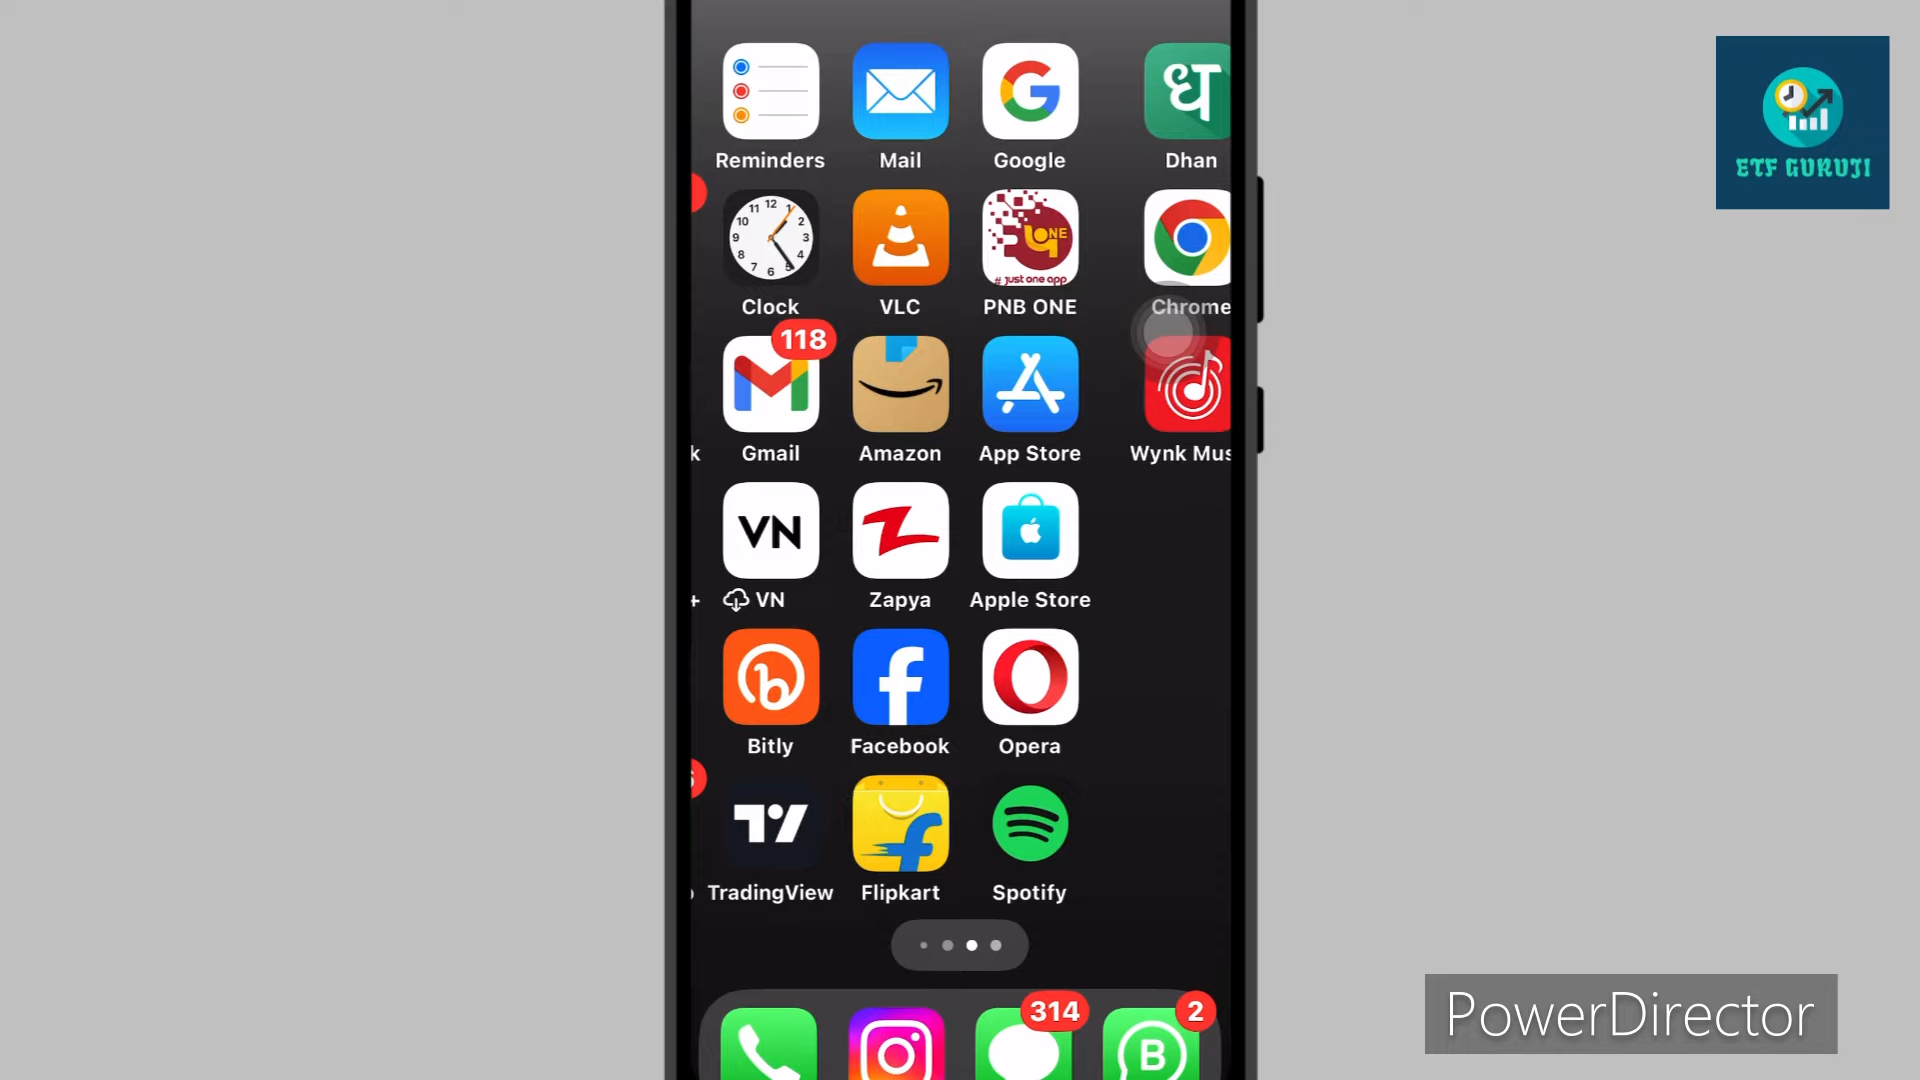 ध
Reminders Mail Google Dhan
ETF GURUJI
12
11 1
10 2
9 3
8 4
7 5
6
ONE
# just one app
Clock VLC PNB ONE Chrome
118
k Gmail Amazon App Store Wynk Mus
VN
+ VN Zapya Apple Store
Bitly Facebook Opera
TradingView Flipkart Spotify
314
2
B
PowerDirector